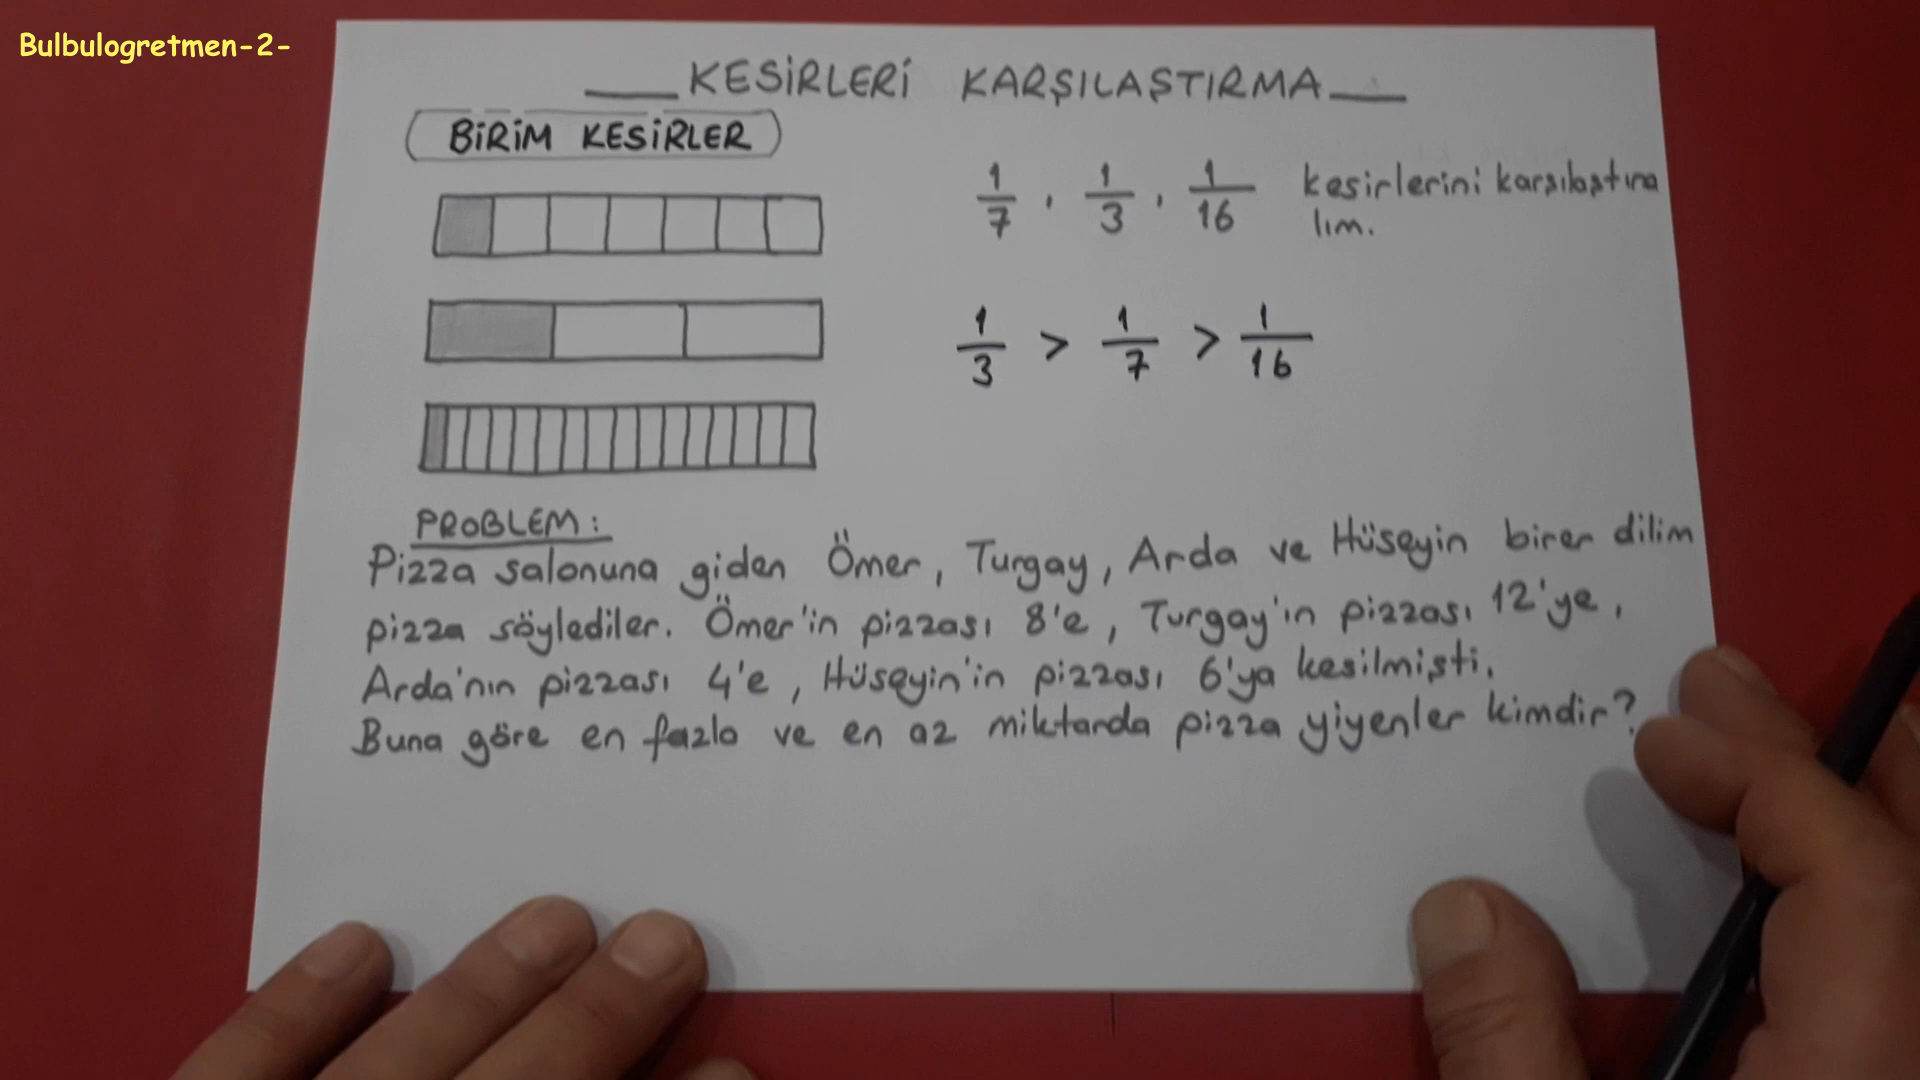 Bulbulogretmen-2-
KESİRLERİ KARŞILAŞTIRMA
BİRİM KESİRLER
1/7, 1/3, 1/16 kesirlerini karşılaştıra
lım.
1/3 > 1/7 > 1/16
PROBLEM:
Pizza salonuna giden Ömer, Turgay, Arda ve Hüseyin birer dilim
pizza söylediler. Ömer'in pizzası 8'e, Turgay'ın pizzası 12'ye,
Arda'nın pizzası 4'e, Hüseyin'in pizzası 6'ya kesilmişti.
Buna göre en fazla ve en az miktarda pizza yiyenler kimdir?